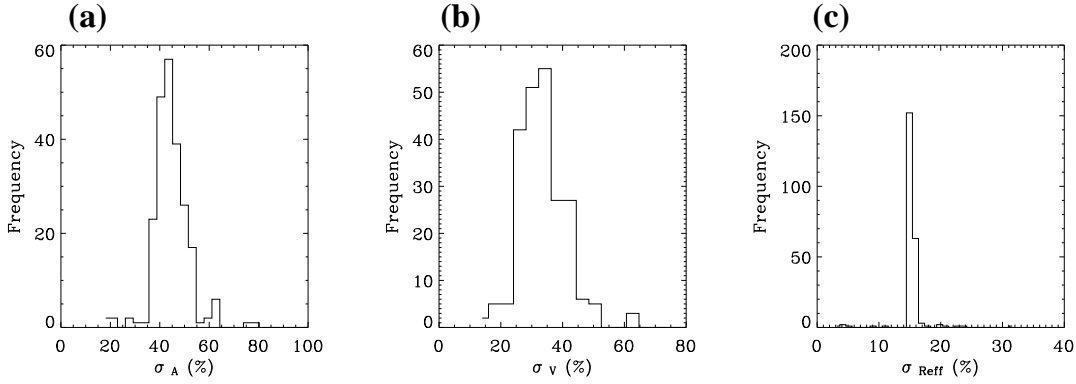 (a)
Frequency
60
40
20
0
0 20 40 60 80 100
σ A (%)
(b)
Frequency
60
50
40
30
20
10
0
0 20 40 60 80
σ V (%)
(c)
Frequency
200
150
100
50
0
0 10 20 30 40
σ Reff (%)